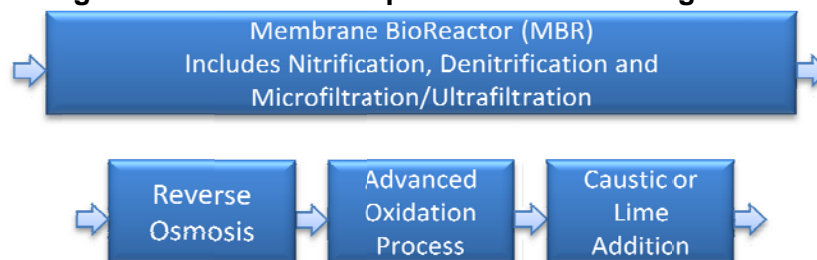 Membrane BioReactor (MBR)
Includes Nitrification, Denitrification and
Microfiltration/Ultrafiltration
Reverse
Osmosis
Advanced
Oxidation
Process
Caustic or
Lime
Addition